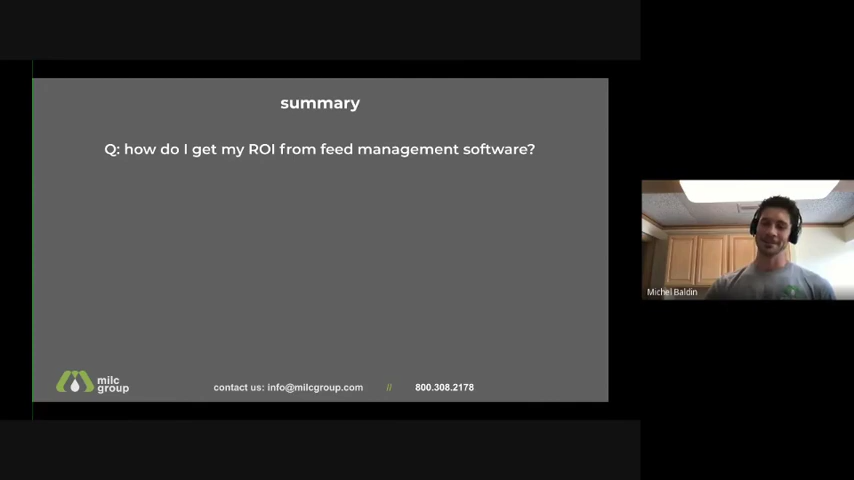 summary
Q: how do I get my ROI from feed management software?
milc
group
contact us: info@milcgroup.com // 800.308.2178
Michel Baldin